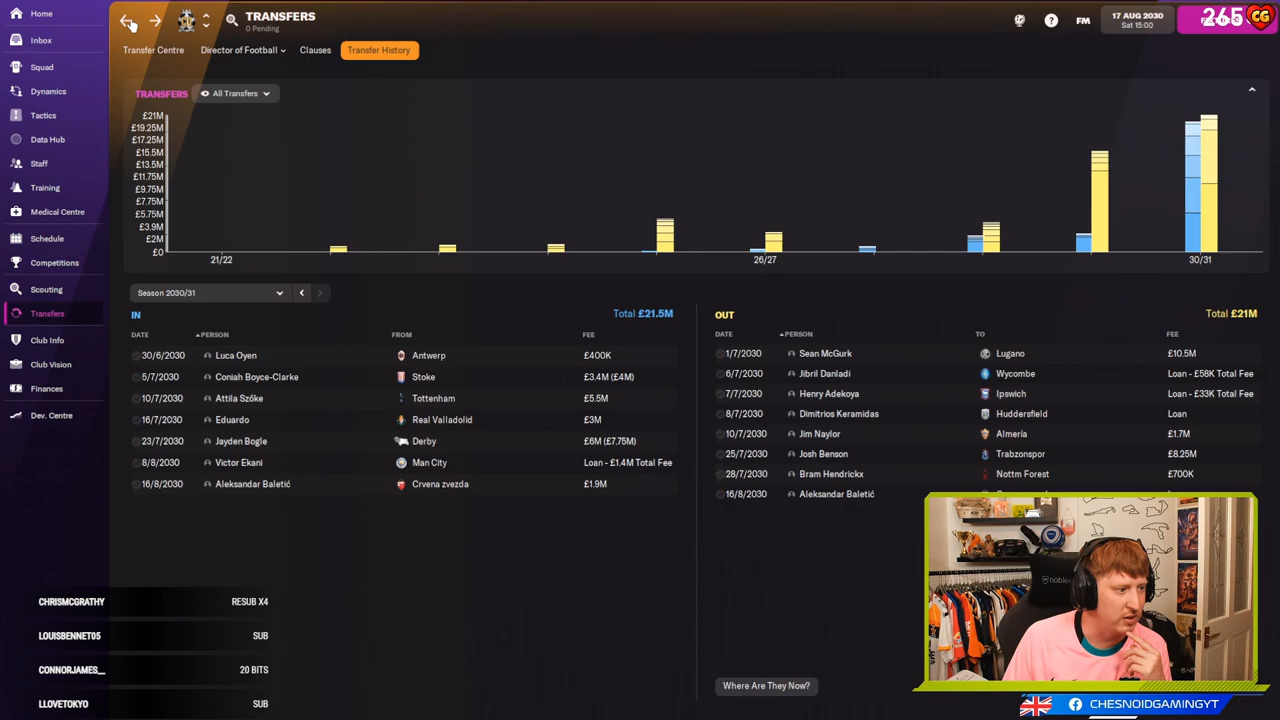 Home
Inbox
Squad
Dynamics
Tactics
Data Hub
Staff
Training
Medical Centre
Schedule
Competitions
Scouting
Transfers
Club Info
Club Vision
Finances
Dev. Centre
TRANSFERS
0 Pending
FM
17 AUG 2030
Sat 15:00
265
CG
Transfer Centre
Director of Football
Clauses
Transfer History
TRANSFERS
All Transfers
£21M
£19.25M
£17.25M
£15.5M
£13.5M
£11.75M
£9.75M
£7.75M
£5.75M
£3.9M
£2M
£0
21/22 26/27 30/31
Season 2030/31
IN Total £21.5M
DATE PERSON FROM FEE
30/6/2030 Luca Oyen Antwerp £400K
5/7/2030 Coniah Boyce-Clarke Stoke £3.4M (£4M)
10/7/2030 Attila Szőke Tottenham £5.5M
16/7/2030 Eduardo Real Valladolid £3M
23/7/2030 Jayden Bogle Derby £6M (£7.75M)
8/8/2030 Victor Ekani Man City Loan - £1.4M Total Fee
16/8/2030 Aleksandar Baletić Crvena zvezda £1.9M
OUT Total £21M
DATE PERSON TO FEE
1/7/2030 Sean McGurk Lugano £10.5M
6/7/2030 Jibril Danladi Wycombe Loan - £58K Total Fee
7/7/2030 Henry Adekoya Ipswich Loan - £33K Total Fee
8/7/2030 Dimitrios Keramidas Huddersfield Loan
10/7/2030 Jim Naylor Almería £1.7M
25/7/2030 Josh Benson Trabzonspor £8.25M
28/7/2030 Bram Hendrickx Nottm Forest £700K
16/8/2030 Aleksandar Baletić
Where Are They Now?
CHRISMCGRATHY RESUB X4
LOUISBENNET05 SUB
CONNORJAMES__ 20 BITS
LLOVETOKYO SUB
noble
CHESNOIDGAMINGYT